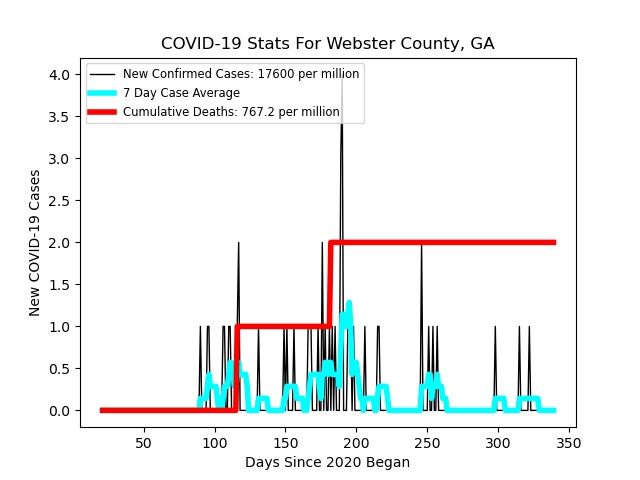 COVID-19 Stats For Webster County, GA
New Confirmed Cases: 17600 per million
7 Day Case Average
Cumulative Deaths: 767.2 per million
New COVID-19 Cases
4.0
3.5
3.0
2.5
2.0
1.5
1.0
0.5
0.0
50 100 150 200 250 300 350
Days Since 2020 Began